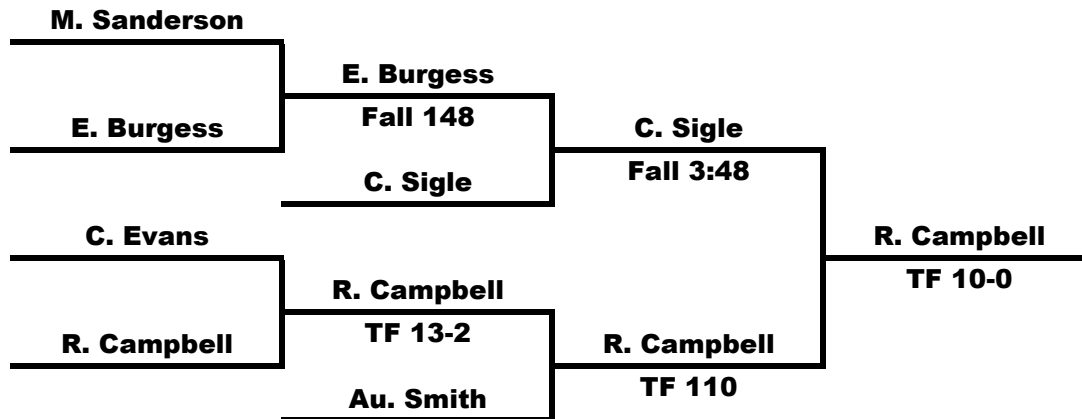 M. Sanderson
E. Burgess
Fall 148
E. Burgess
C. Sigle
Fall 3:48
C. Sigle
C. Evans
R. Campbell
TF 10-0
R. Campbell
TF 13-2
R. Campbell
R. Campbell
TF 110
Au. Smith